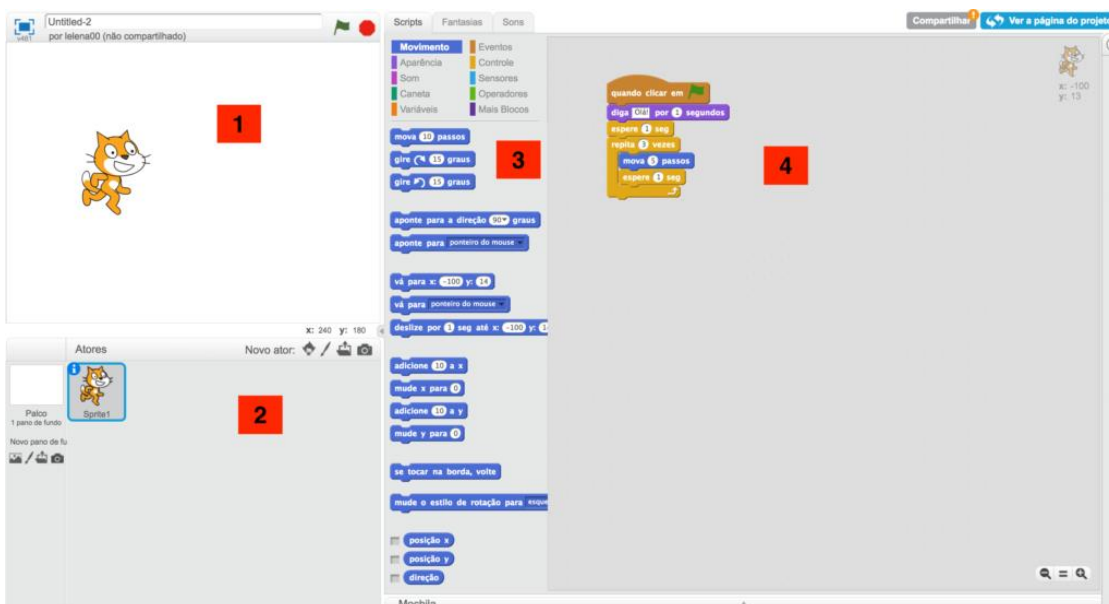 Untitled-2
por lelena00 (não compartilhado)
v461
1
x: 240 y: 180
Atores
Novo ator:
Palco
1 pano de fundo
Novo pano de fu
Sprite1
2
Scripts Fantasias Sons
Movimento Eventos
Aparência Controle
Som Sensores
Caneta Operadores
Variáveis Mais Blocos
mova 10 passos
gire 15 graus
gire 15 graus
3
aponte para a direção 90 graus
aponte para ponteiro do mouse
vá para x: -100 y: 14
vá para ponteiro do mouse
deslize por 1 seg até x: -100 y:
adicione 10 a x
mude x para 0
adicione 10 a y
mude y para 0
se tocar na borda, volte
mude o estilo de rotação para esque
posição x
posição y
direção
Mochila
Compartilhar
Ver a página do projeto
quando clicar em
diga Olá! por 1 segundos
espere 1 seg
repita 3 vezes
mova 5 passos
espere 1 seg
4
x: -100
y: 13